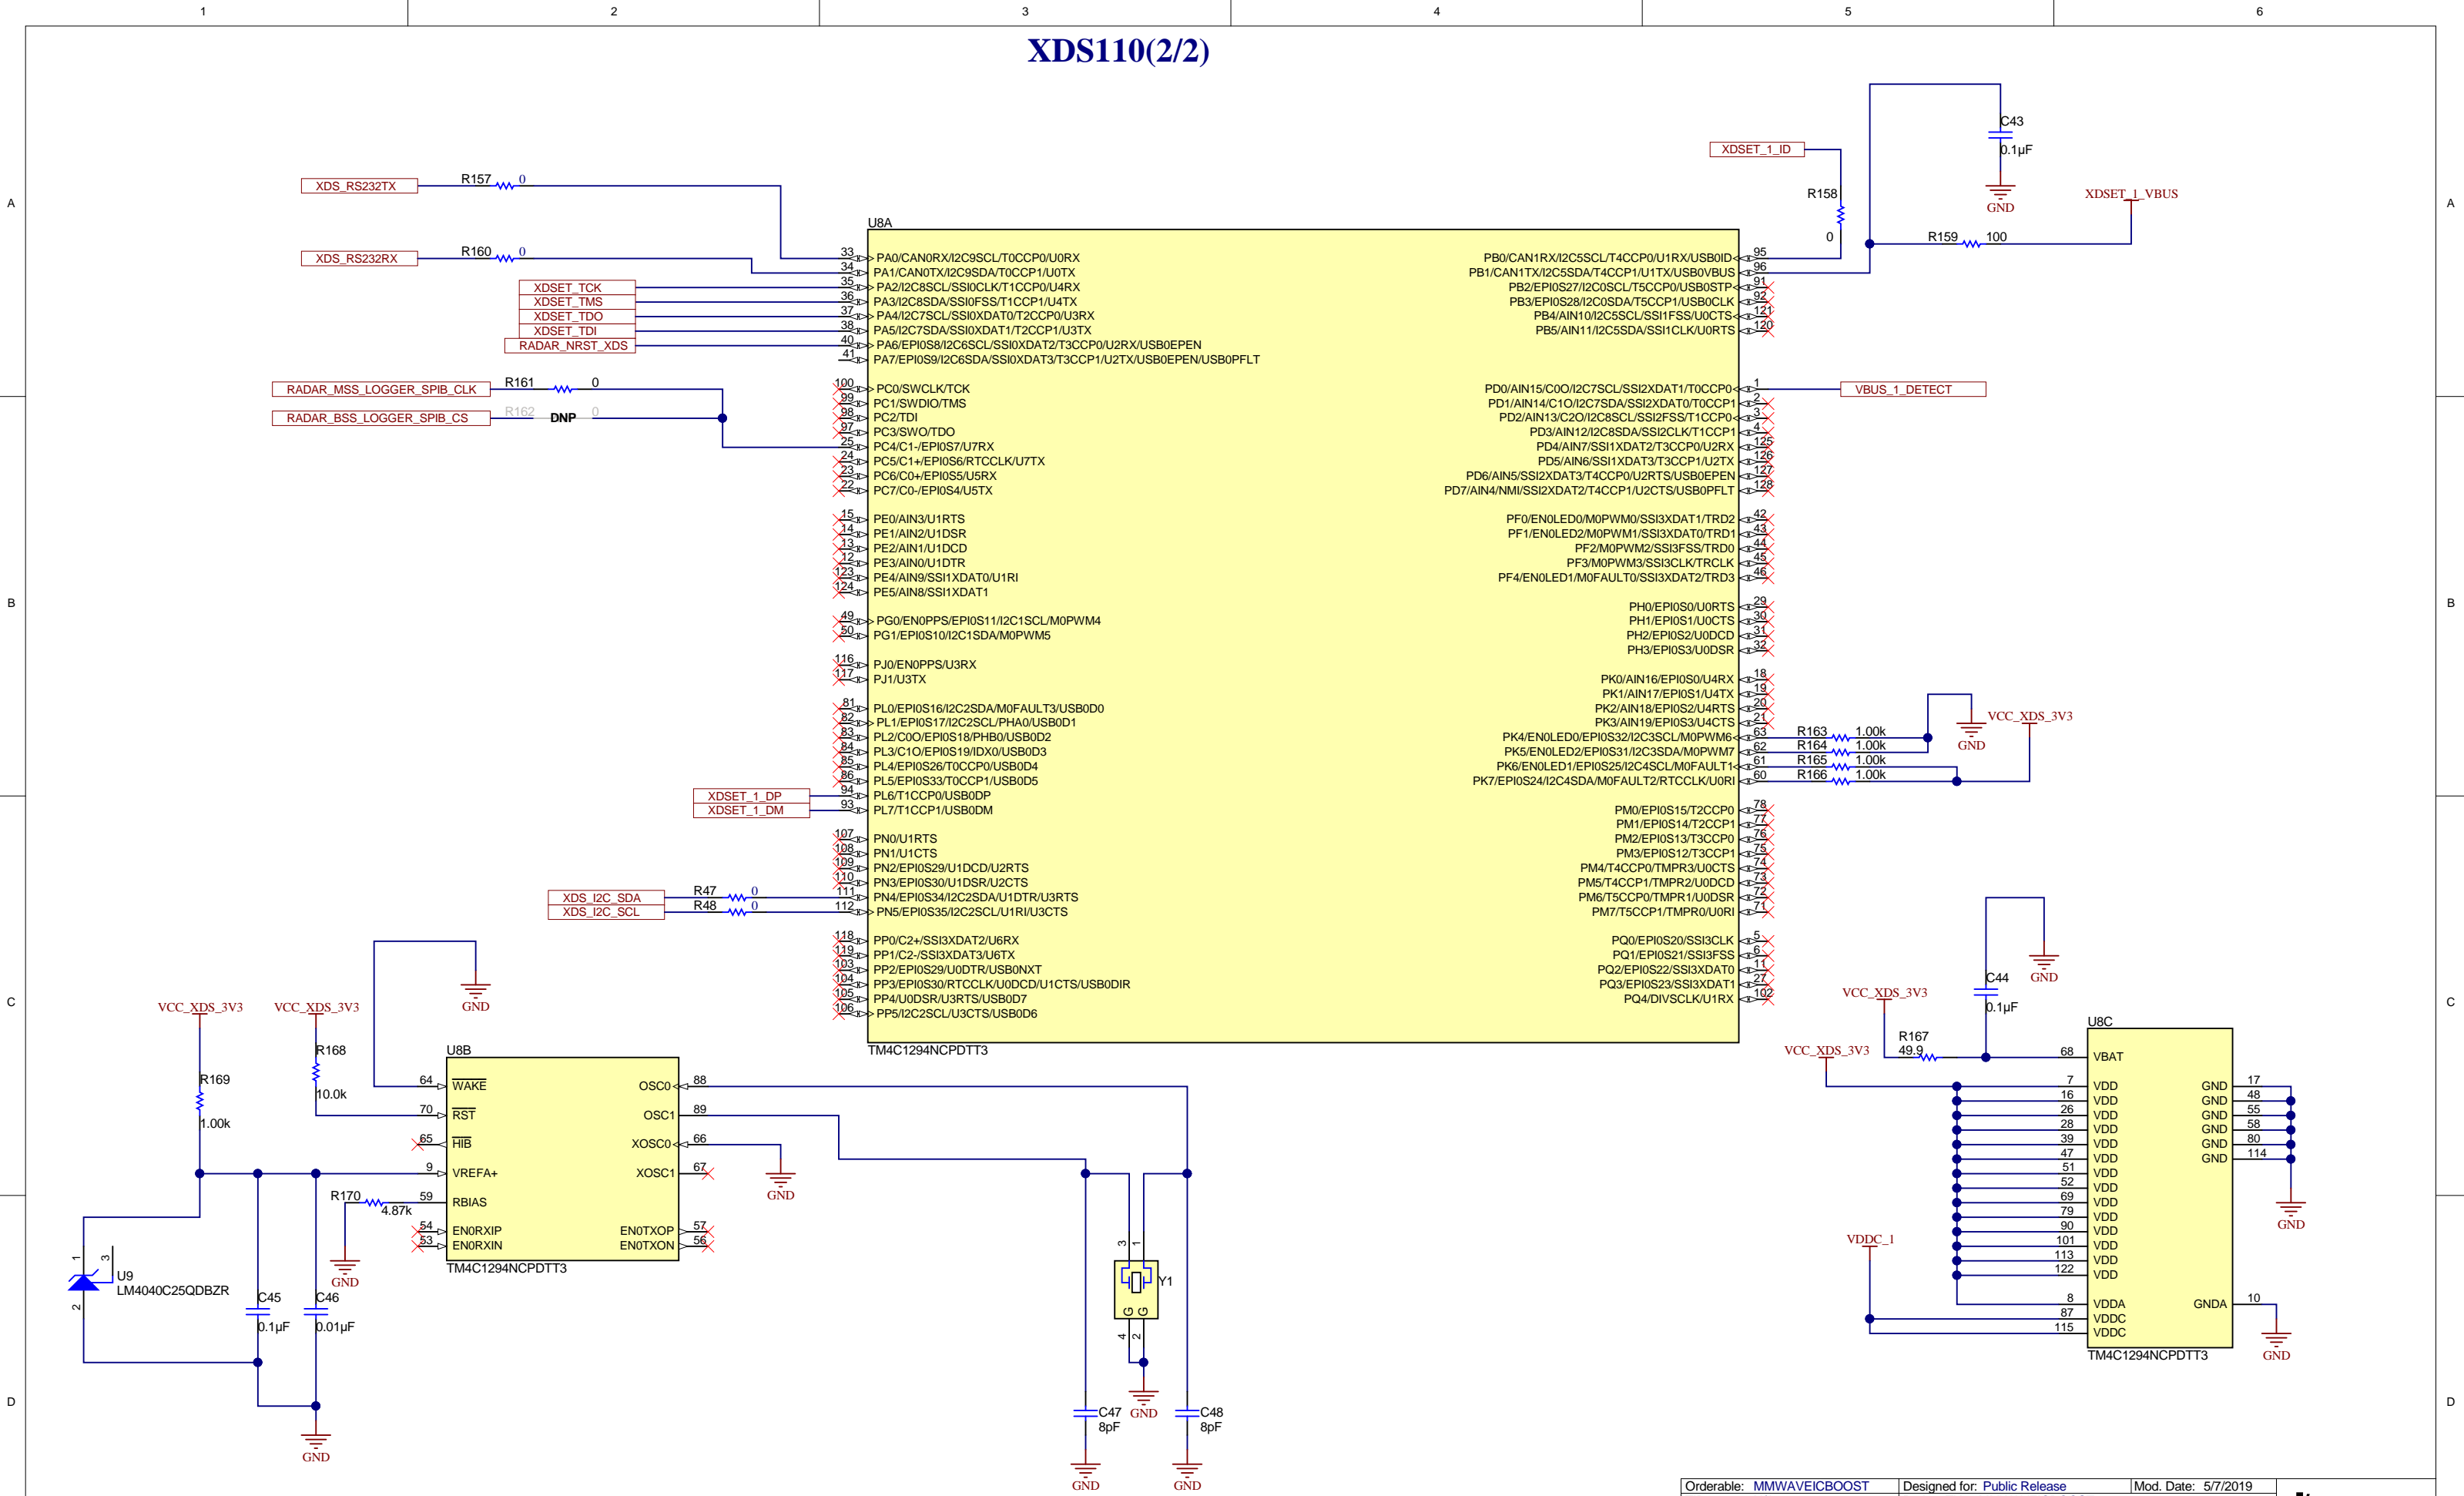 1 2 3 4 5 6
XDS110(2/2)
A
B
C
D
A
B
C
D
XDS_RS232TX R157 0
XDS_RS232RX R160 0
XDSET_TCK
XDSET_TMS
XDSET_TDO
XDSET_TDI
RADAR_NRST_XDS
RADAR_MSS_LOGGER_SPIB_CLK R161 0
RADAR_BSS_LOGGER_SPIB_CS R162 DNP 0
XDSET_1_DP
XDSET_1_DM
XDS_I2C_SDA R47 0
XDS_I2C_SCL R48 0
U8A
33 PA0/CAN0RX/I2C9SCL/T0CCP0/U0RX
34 PA1/CAN0TX/I2C9SDA/T0CCP1/U0TX
35 PA2/I2C8SCL/SSI0CLK/T1CCP0/U4RX
36 PA3/I2C8SDA/SSI0FSS/T1CCP1/U4TX
37 PA4/I2C7SCL/SSI0XDAT0/T2CCP0/U3RX
38 PA5/I2C7SDA/SSI0XDAT1/T2CCP1/U3TX
40 PA6/EPI0S8/I2C6SCL/SSI0XDAT2/T3CCP0/U2RX/USB0EPEN
41 PA7/EPI0S9/I2C6SDA/SSI0XDAT3/T3CCP1/U2TX/USB0EPEN/USB0PFLT
100 PC0/SWCLK/TCK
99 PC1/SWDIO/TMS
98 PC2/TDI
97 PC3/SWO/TDO
25 PC4/C1-/EPI0S7/U7RX
24 PC5/C1+/EPI0S6/RTCCLK/U7TX
23 PC6/C0+/EPI0S5/U5RX
22 PC7/C0-/EPI0S4/U5TX
15 PE0/AIN3/U1RTS
14 PE1/AIN2/U1DSR
13 PE2/AIN1/U1DCD
12 PE3/AIN0/U1DTR
123 PE4/AIN9/SSI1XDAT0/U1RI
124 PE5/AIN8/SSI1XDAT1
49 PG0/EN0PPS/EPI0S11/I2C1SCL/M0PWM4
50 PG1/EPI0S10/I2C1SDA/M0PWM5
116 PJ0/EN0PPS/U3RX
117 PJ1/U3TX
81 PL0/EPI0S16/I2C2SDA/M0FAULT3/USB0D0
82 PL1/EPI0S17/I2C2SCL/PHA0/USB0D1
83 PL2/C0O/EPI0S18/PHB0/USB0D2
84 PL3/C1O/EPI0S19/IDX0/USB0D3
85 PL4/EPI0S26/T0CCP0/USB0D4
86 PL5/EPI0S33/T0CCP1/USB0D5
94 PL6/T1CCP0/USB0DP
93 PL7/T1CCP1/USB0DM
107 PN0/U1RTS
108 PN1/U1CTS
109 PN2/EPI0S29/U1DCD/U2RTS
110 PN3/EPI0S30/U1DSR/U2CTS
111 PN4/EPI0S34/I2C2SDA/U1DTR/U3RTS
112 PN5/EPI0S35/I2C2SCL/U1RI/U3CTS
118 PP0/C2+/SSI3XDAT2/U6RX
119 PP1/C2-/SSI3XDAT3/U6TX
103 PP2/EPI0S29/U0DTR/USB0NXT
104 PP3/EPI0S30/RTCCLK/U0DCD/U1CTS/USB0DIR
105 PP4/U0DSR/U3RTS/USB0D7
106 PP5/I2C2SCL/U3CTS/USB0D6
PB0/CAN1RX/I2C5SCL/T4CCP0/U1RX/USB0ID 95
PB1/CAN1TX/I2C5SDA/T4CCP1/U1TX/USB0VBUS 96
PB2/EPI0S27/I2C0SCL/T5CCP0/USB0STP 91
PB3/EPI0S28/I2C0SDA/T5CCP1/USB0CLK 92
PB4/AIN10/I2C5SCL/SSI1FSS/U0CTS 121
PB5/AIN11/I2C5SDA/SSI1CLK/U0RTS 120
PD0/AIN15/C0O/I2C7SCL/SSI2XDAT1/T0CCP0 1
PD1/AIN14/C1O/I2C7SDA/SSI2XDAT0/T0CCP1 2
PD2/AIN13/C2O/I2C8SCL/SSI2FSS/T1CCP0 3
PD3/AIN12/I2C8SDA/SSI2CLK/T1CCP1 4
PD4/AIN7/SSI1XDAT2/T3CCP0/U2RX 125
PD5/AIN6/SSI1XDAT3/T3CCP1/U2TX 126
PD6/AIN5/SSI2XDAT3/T4CCP0/U2RTS/USB0EPEN 127
PD7/AIN4/NMI/SSI2XDAT2/T4CCP1/U2CTS/USB0PFLT 128
PF0/EN0LED0/M0PWM0/SSI3XDAT1/TRD2 42
PF1/EN0LED2/M0PWM1/SSI3XDAT0/TRD1 43
PF2/M0PWM2/SSI3FSS/TRD0 44
PF3/M0PWM3/SSI3CLK/TRCLK 45
PF4/EN0LED1/M0FAULT0/SSI3XDAT2/TRD3 46
PH0/EPI0S0/U0RTS 29
PH1/EPI0S1/U0CTS 30
PH2/EPI0S2/U0DCD 31
PH3/EPI0S3/U0DSR 32
PK0/AIN16/EPI0S0/U4RX 18
PK1/AIN17/EPI0S1/U4TX 19
PK2/AIN18/EPI0S2/U4RTS 20
PK3/AIN19/EPI0S3/U4CTS 21
PK4/EN0LED0/EPI0S32/I2C3SCL/M0PWM6 63 R163 1.00k
PK5/EN0LED2/EPI0S31/I2C3SDA/M0PWM7 62 R164 1.00k
PK6/EN0LED1/EPI0S25/I2C4SCL/M0FAULT1 61 R165 1.00k
PK7/EPI0S24/I2C4SDA/M0FAULT2/RTCCLK/U0RI 60 R166 1.00k
PM0/EPI0S15/T2CCP0 78
PM1/EPI0S14/T2CCP1 77
PM2/EPI0S13/T3CCP0 76
PM3/EPI0S12/T3CCP1 75
PM4/T4CCP0/TMPR3/U0CTS 74
PM5/T4CCP1/TMPR2/U0DCD 73
PM6/T5CCP0/TMPR1/U0DSR 72
PM7/T5CCP1/TMPR0/U0RI 71
PQ0/EPI0S20/SSI3CLK 5
PQ1/EPI0S21/SSI3FSS 6
PQ2/EPI0S22/SSI3XDAT0 11
PQ3/EPI0S23/SSI3XDAT1 27
PQ4/DIVSCLK/U1RX 102
TM4C1294NCPDTT3
XDSET_1_ID
R158
0
C43
0.1µF
GND
XDSET_1_VBUS
R159 100
VBUS_1_DETECT
GND
VCC_XDS_3V3
GND
VCC_XDS_3V3
VCC_XDS_3V3
R169
1.00k
R168
10.0k
U8B
64 WAKE
70 RST
65 HIB
9 VREFA+
59 RBIAS
54 EN0RXIP
53 EN0RXIN
OSC0 88
OSC1 89
XOSC0 66
XOSC1 67
EN0TXOP 57
EN0TXON 56
TM4C1294NCPDTT3
R170
4.87k
GND
GND
1
3
2
U9
LM4040C25QDBZR
C45
0.1µF
C46
0.01µF
GND
3 1
Y1
G G
4 2
GND
C47
8pF
GND
C48
8pF
GND
GND
C44
0.1µF
VCC_XDS_3V3
R167
49.9
VCC_XDS_3V3
VDDC_1
U8C
68 VBAT
7 VDD
16 VDD
26 VDD
28 VDD
39 VDD
47 VDD
51 VDD
52 VDD
69 VDD
79 VDD
90 VDD
101 VDD
113 VDD
122 VDD
8 VDDA
87 VDDC
115 VDDC
GND 17
GND 48
GND 55
GND 58
GND 80
GND 114
GNDA 10
TM4C1294NCPDTT3
GND
GND
Orderable: MMWAVEICBOOST Designed for: Public Release Mod. Date: 5/7/2019